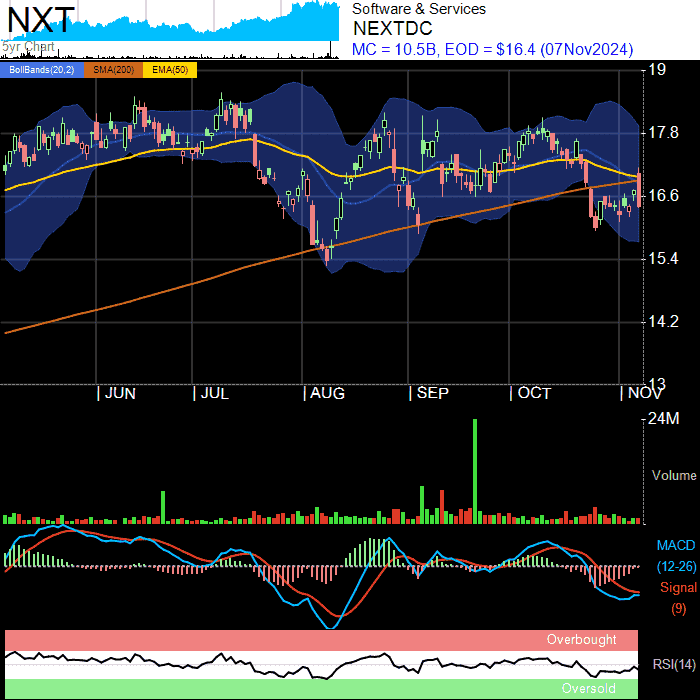 NXT
5yr Chart
Software & Services
NEXTDC
MC = 10.5B, EOD = $16.4 (07Nov2024)
BollBands(20,2) SMA(200) EMA(50)
19
17.8
16.6
15.4
14.2
13
JUN JUL AUG SEP OCT NOV
24M
Volume
MACD
(12-26)
Signal
(9)
Overbought
RSI(14)
Oversold